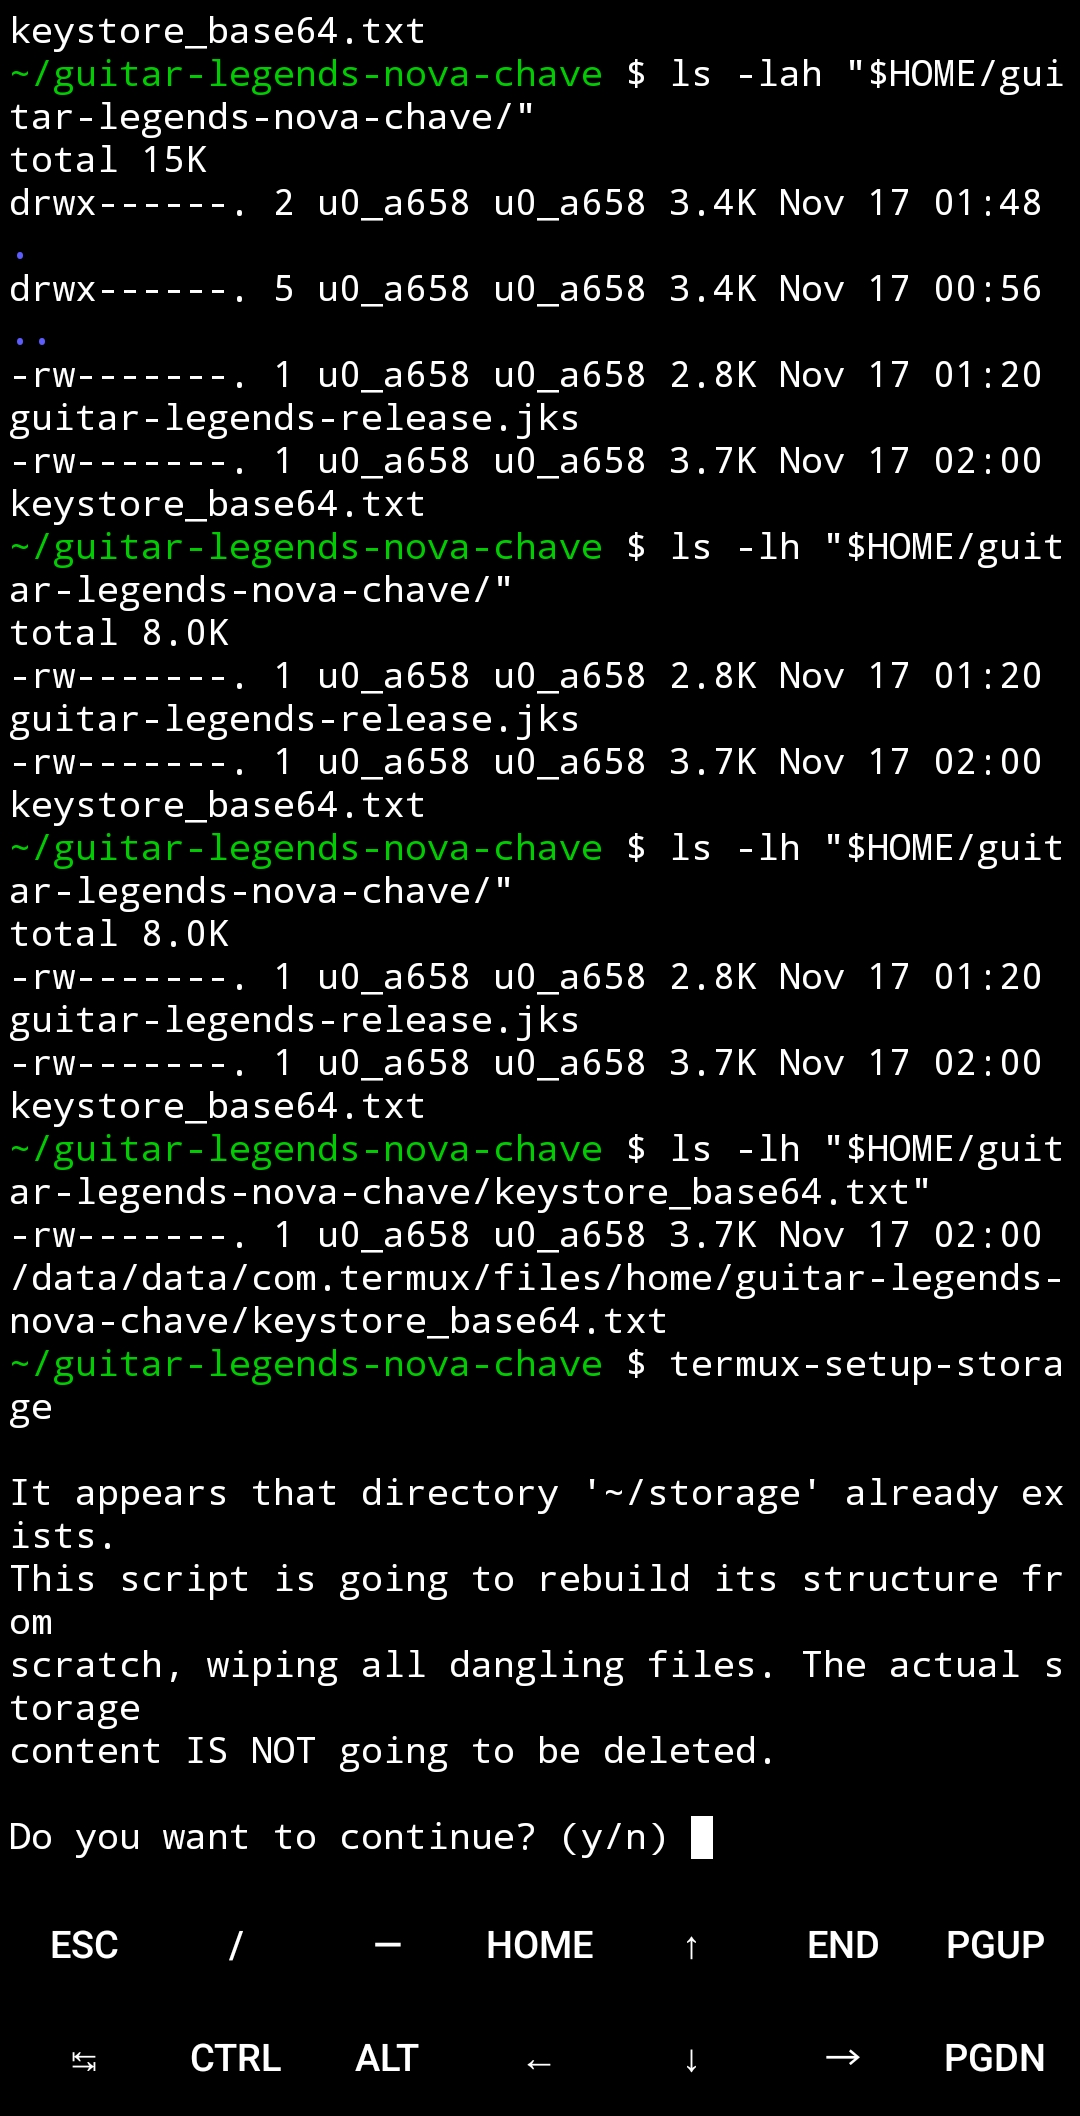 keystore_base64.txt
~/guitar-legends-nova-chave $ ls -lah "$HOME/gui
tar-legends-nova-chave/"
total 15K
drwx------. 2 u0_a658 u0_a658 3.4K Nov 17 01:48
.
drwx------. 5 u0_a658 u0_a658 3.4K Nov 17 00:56
..
-rw-------. 1 u0_a658 u0_a658 2.8K Nov 17 01:20
guitar-legends-release.jks
-rw-------. 1 u0_a658 u0_a658 3.7K Nov 17 02:00
keystore_base64.txt
~/guitar-legends-nova-chave $ ls -lh "$HOME/guit
ar-legends-nova-chave/"
total 8.0K
-rw-------. 1 u0_a658 u0_a658 2.8K Nov 17 01:20
guitar-legends-release.jks
-rw-------. 1 u0_a658 u0_a658 3.7K Nov 17 02:00
keystore_base64.txt
~/guitar-legends-nova-chave $ ls -lh "$HOME/guit
ar-legends-nova-chave/"
total 8.0K
-rw-------. 1 u0_a658 u0_a658 2.8K Nov 17 01:20
guitar-legends-release.jks
-rw-------. 1 u0_a658 u0_a658 3.7K Nov 17 02:00
keystore_base64.txt
~/guitar-legends-nova-chave $ ls -lh "$HOME/guit
ar-legends-nova-chave/keystore_base64.txt"
-rw-------. 1 u0_a658 u0_a658 3.7K Nov 17 02:00
/data/data/com.termux/files/home/guitar-legends-
nova-chave/keystore_base64.txt
~/guitar-legends-nova-chave $ termux-setup-stora
ge
It appears that directory '~/storage' already ex
ists.
This script is going to rebuild its structure fr
om
scratch, wiping all dangling files. The actual s
torage
content IS NOT going to be deleted.
Do you want to continue? (y/n)
ESC / — HOME ↑ END PGUP
↹ CTRL ALT ← ↓ → PGDN